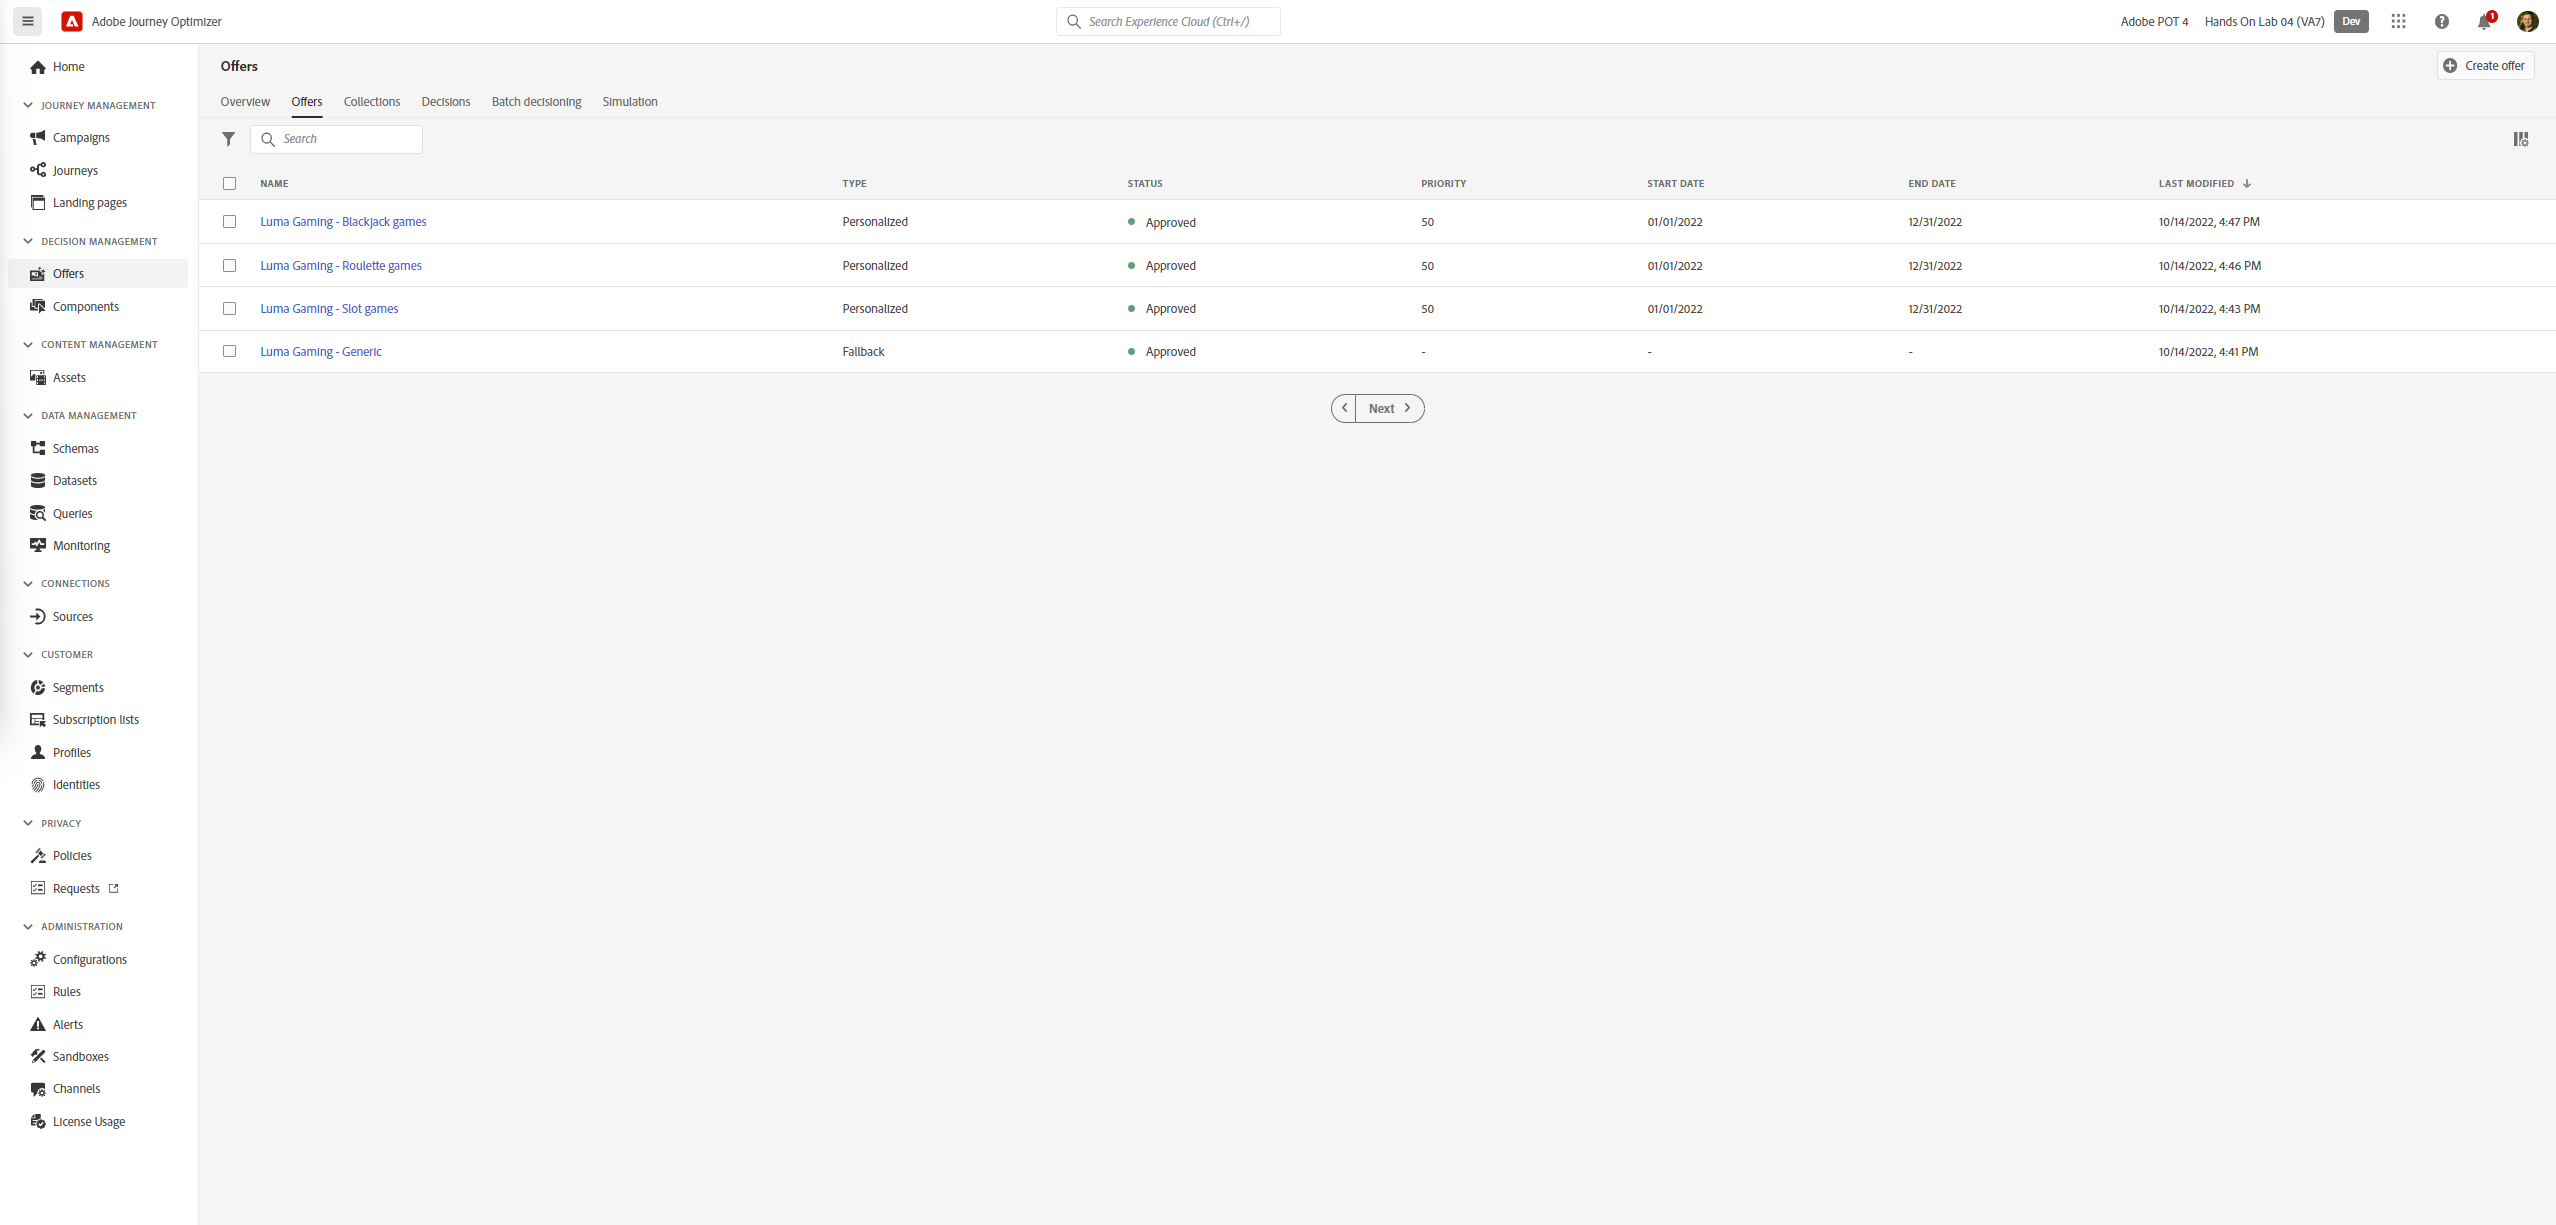 Adobe Journey Optimizer
Search Experience Cloud (Ctrl+/)
Adobe POT 4
Hands On Lab 04 (VA7)
Dev
1
Home
JOURNEY MANAGEMENT
Campaigns
Journeys
Landing pages
DECISION MANAGEMENT
Offers
Components
CONTENT MANAGEMENT
Assets
DATA MANAGEMENT
Schemas
Datasets
Queries
Monitoring
CONNECTIONS
Sources
CUSTOMER
Segments
Subscription lists
Profiles
Identities
PRIVACY
Policies
Requests
ADMINISTRATION
Configurations
Rules
Alerts
Sandboxes
Channels
License Usage
Offers
Create offer
Overview Offers Collections Decisions Batch decisioning Simulation
Search
NAME TYPE STATUS PRIORITY START DATE END DATE LAST MODIFIED
Luma Gaming - Blackjack games Personalized Approved 50 01/01/2022 12/31/2022 10/14/2022, 4:47 PM
Luma Gaming - Roulette games Personalized Approved 50 01/01/2022 12/31/2022 10/14/2022, 4:46 PM
Luma Gaming - Slot games Personalized Approved 50 01/01/2022 12/31/2022 10/14/2022, 4:43 PM
Luma Gaming - Generic Fallback Approved - - - 10/14/2022, 4:41 PM
Next